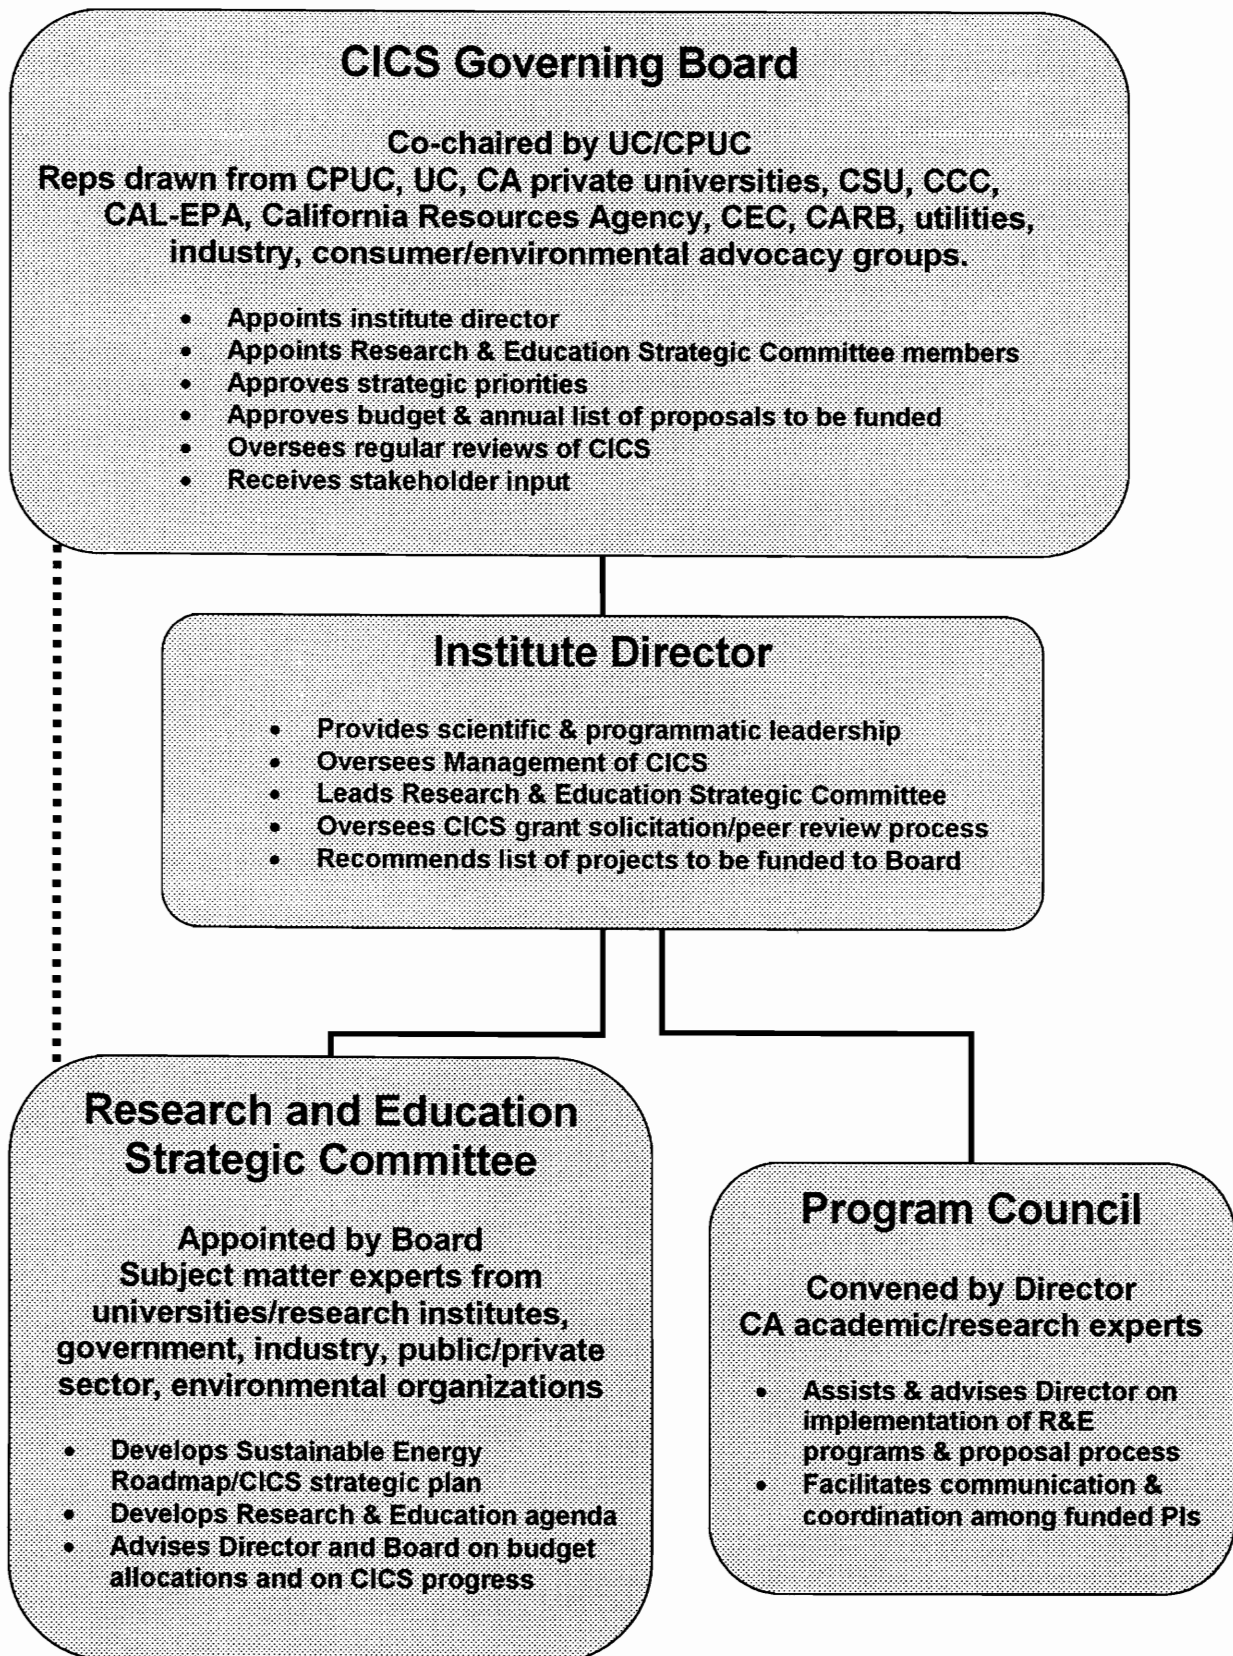 CICS Governing Board
Co-chaired by UC/CPUC
Reps drawn from CPUC, UC, CA private universities, CSU, CCC,
CAL-EPA, California Resources Agency, CEC, CARB, utilities,
industry, consumer/environmental advocacy groups.
• Appoints institute director
• Appoints Research & Education Strategic Committee members
• Approves strategic priorities
• Approves budget & annual list of proposals to be funded
• Oversees regular reviews of CICS
• Receives stakeholder input
Institute Director
• Provides scientific & programmatic leadership
• Oversees Management of CICS
• Leads Research & Education Strategic Committee
• Oversees CICS grant solicitation/peer review process
• Recommends list of projects to be funded to Board
Research and Education
Strategic Committee
Appointed by Board
Subject matter experts from
universities/research institutes,
government, industry, public/private
sector, environmental organizations
• Develops Sustainable Energy
Roadmap/CICS strategic plan
• Develops Research & Education agenda
• Advises Director and Board on budget
allocations and on CICS progress
Program Council
Convened by Director
CA academic/research experts
• Assists & advises Director on
implementation of R&E
programs & proposal process
• Facilitates communication &
coordination among funded PIs